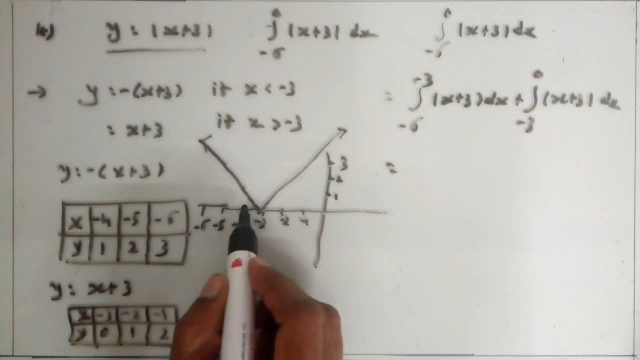 4) y = |x+3| ∫₋₆⁰ |x+3| dx ∫₋₆⁰ |x+3| dx
→ y = -(x+3) if x < -3 = ∫₋₆⁻³ |x+3| dx + ∫₋₃⁰ |x+3| dx
= x+3 if x > -3
y = -(x+3) =
3
2
1
x -4 -5 -6
y 1 2 3
-6 -5 -2 -1
y = x+3
x -3 -2 -1
y 0 1 2